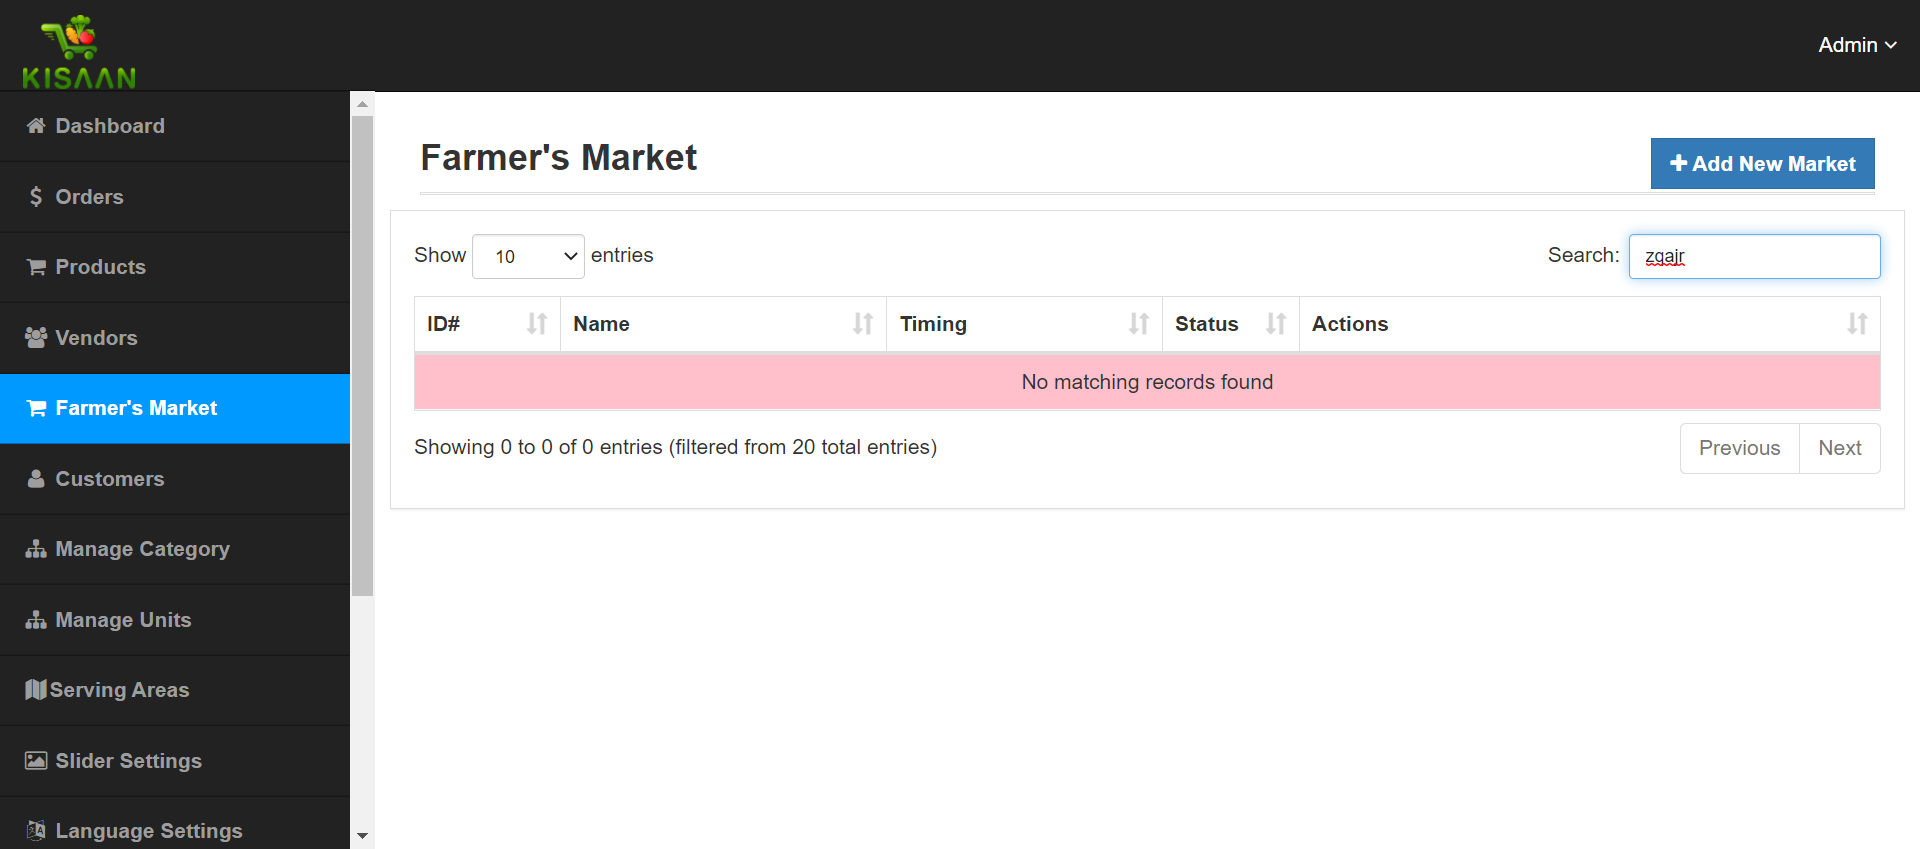 KISAAN
Admin
Dashboard
Orders
Products
Vendors
Farmer's Market
Customers
Manage Category
Manage Units
Serving Areas
Slider Settings
Language Settings
Farmer's Market
Add New Market
Show 10 entries
Search: zqajr
ID# Name Timing Status Actions
No matching records found
Showing 0 to 0 of 0 entries (filtered from 20 total entries)
Previous Next